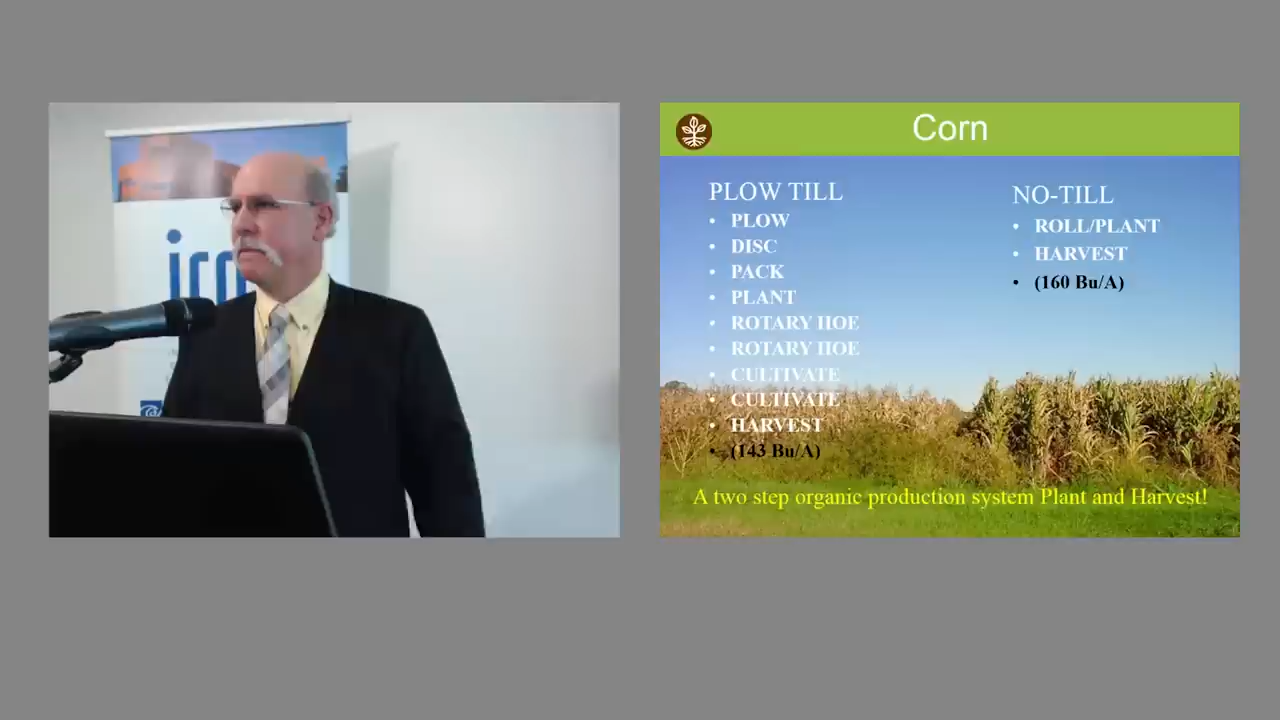 Corn
PLOW TILL
• PLOW
• DISC
• PACK
• PLANT
• ROTARY HOE
• ROTARY HOE
• CULTIVATE
• CULTIVATE
• HARVEST
• (143 Bu/A)
NO-TILL
• ROLL/PLANT
• HARVEST
• (160 Bu/A)
A two step organic production system Plant and Harvest!